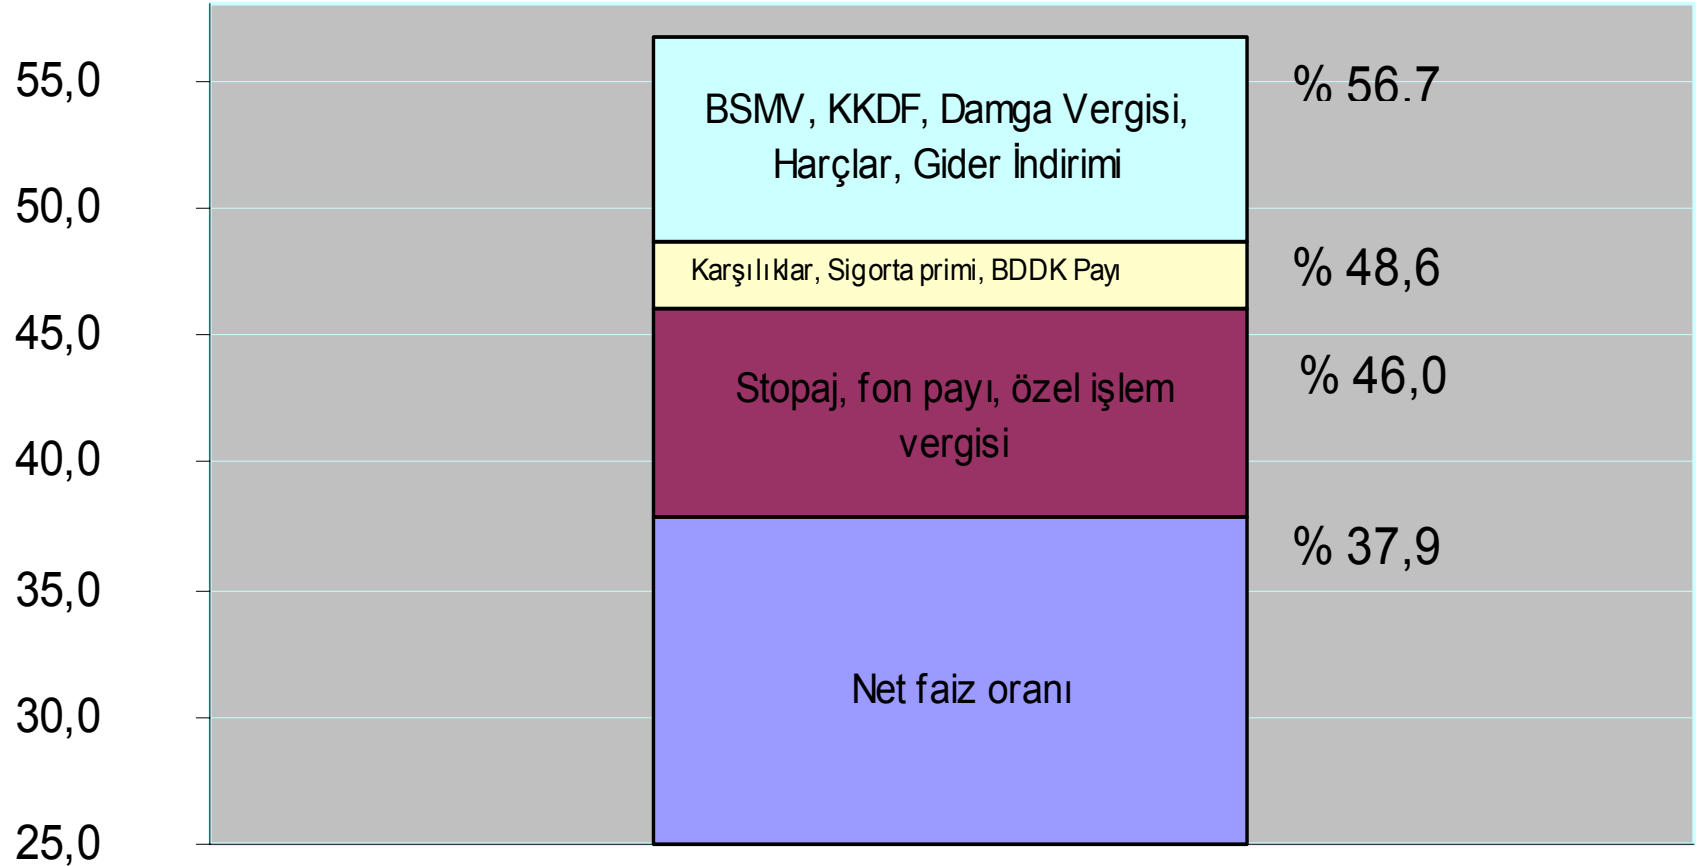 55,0
% 56,7
BSMV, KKDF, Damga Vergisi,
Harçlar, Gider İndirimi
50,0
Karşılıklar, Sigorta primi, BDDK Payı
% 48,6
45,0
Stopaj, fon payı, özel işlem
vergisi
% 46,0
40,0
% 37,9
35,0
Net faiz oranı
30,0
25,0